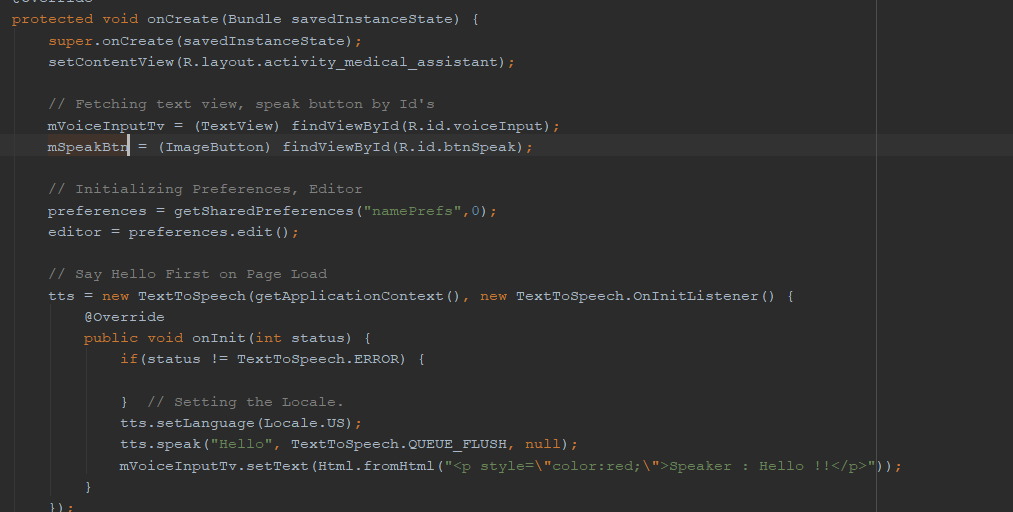 @Override
protected void onCreate(Bundle savedInstanceState) {
super.onCreate(savedInstanceState);
setContentView(R.layout.activity_medical_assistant);
// Fetching text view, speak button by Id's
mVoiceInputTv = (TextView) findViewById(R.id.voiceInput);
mSpeakBtn = (ImageButton) findViewById(R.id.btnSpeak);
// Initializing Preferences, Editor
preferences = getSharedPreferences("namePrefs",0);
editor = preferences.edit();
// Say Hello First on Page Load
tts = new TextToSpeech(getApplicationContext(), new TextToSpeech.OnInitListener() {
@Override
public void onInit(int status) {
if(status != TextToSpeech.ERROR) {
}  // Setting the Locale.
tts.setLanguage(Locale.US);
tts.speak("Hello", TextToSpeech.QUEUE_FLUSH, null);
mVoiceInputTv.setText(Html.fromHtml("<p style=\"color:red;\">Speaker : Hello !!</p>"));
}
});